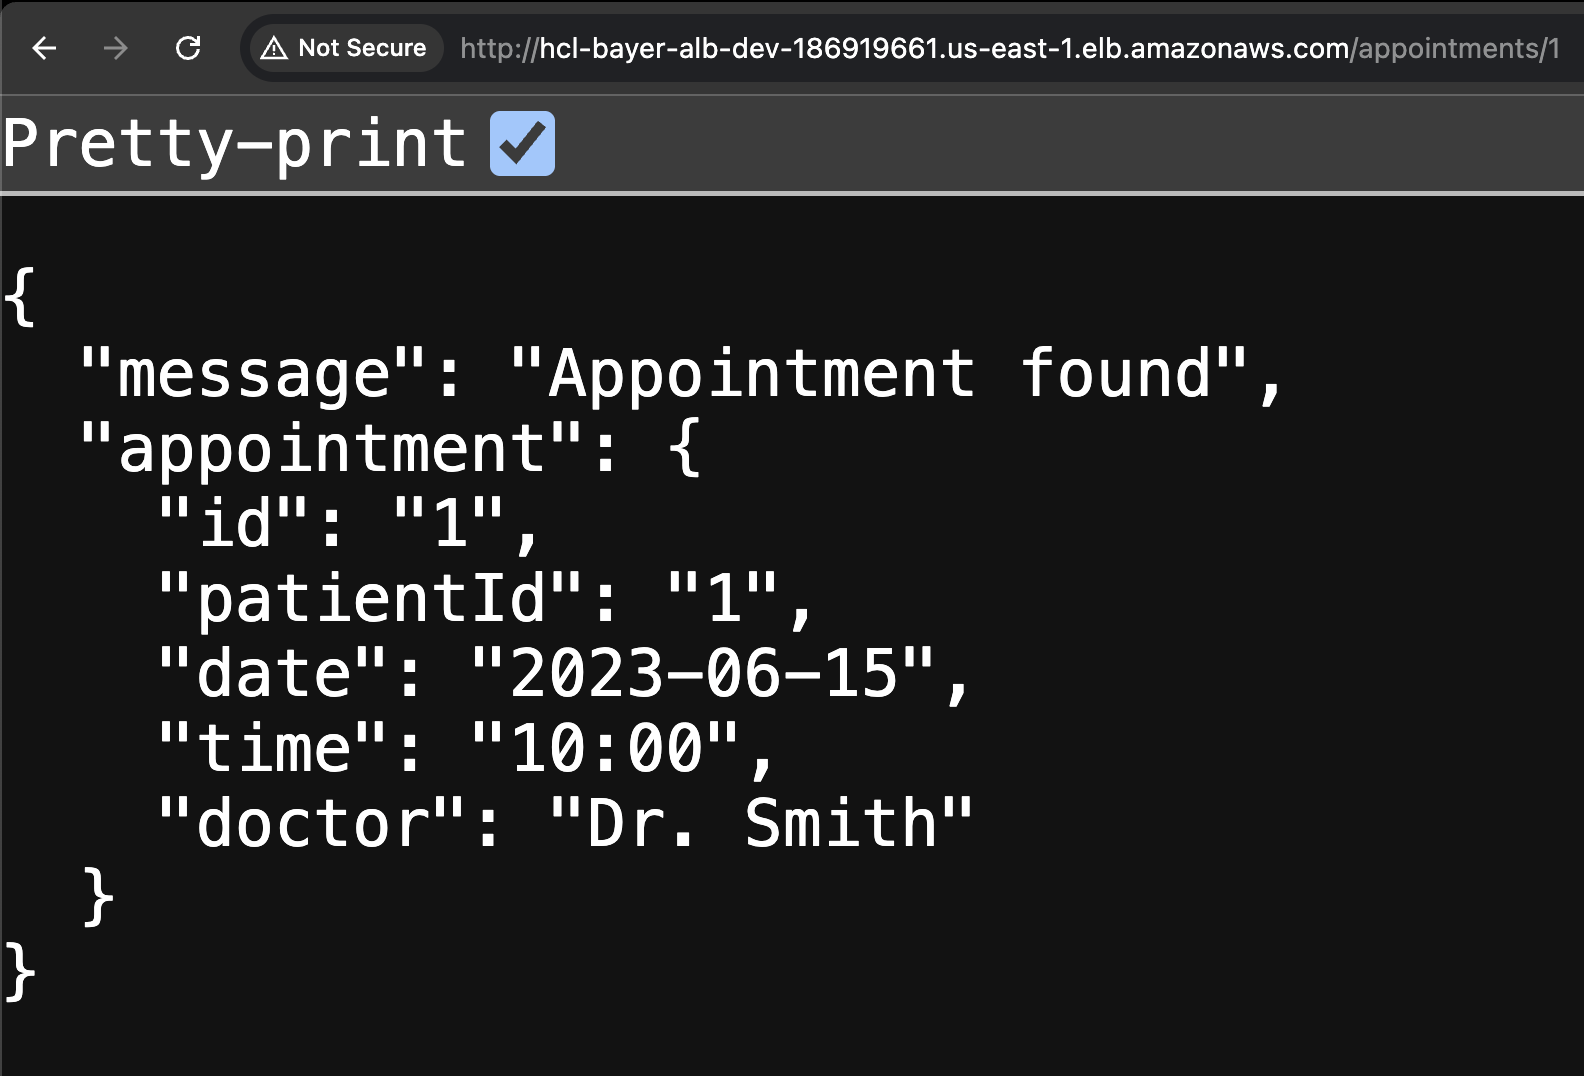 Not Secure http://hcl-bayer-alb-dev-186919661.us-east-1.elb.amazonaws.com/appointments/1
Pretty-print
{
  "message": "Appointment found",
  "appointment": {
    "id": "1",
    "patientId": "1",
    "date": "2023-06-15",
    "time": "10:00",
    "doctor": "Dr. Smith"
  }
}